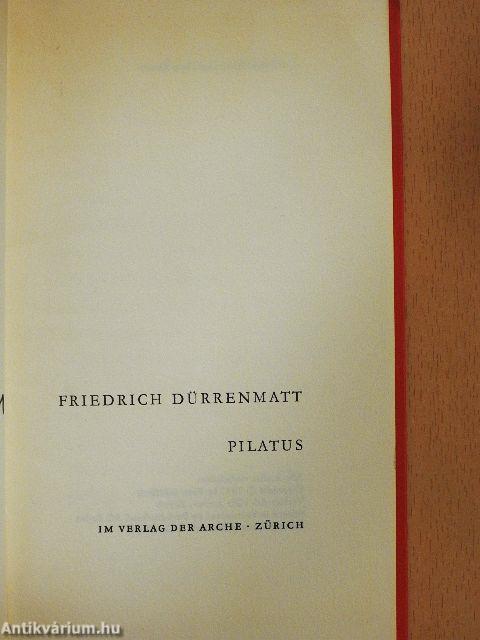 FRIEDRICH DÜRRENMATT
PILATUS
IM VERLAG DER ARCHE · ZÜRICH
Antikvárium.hu